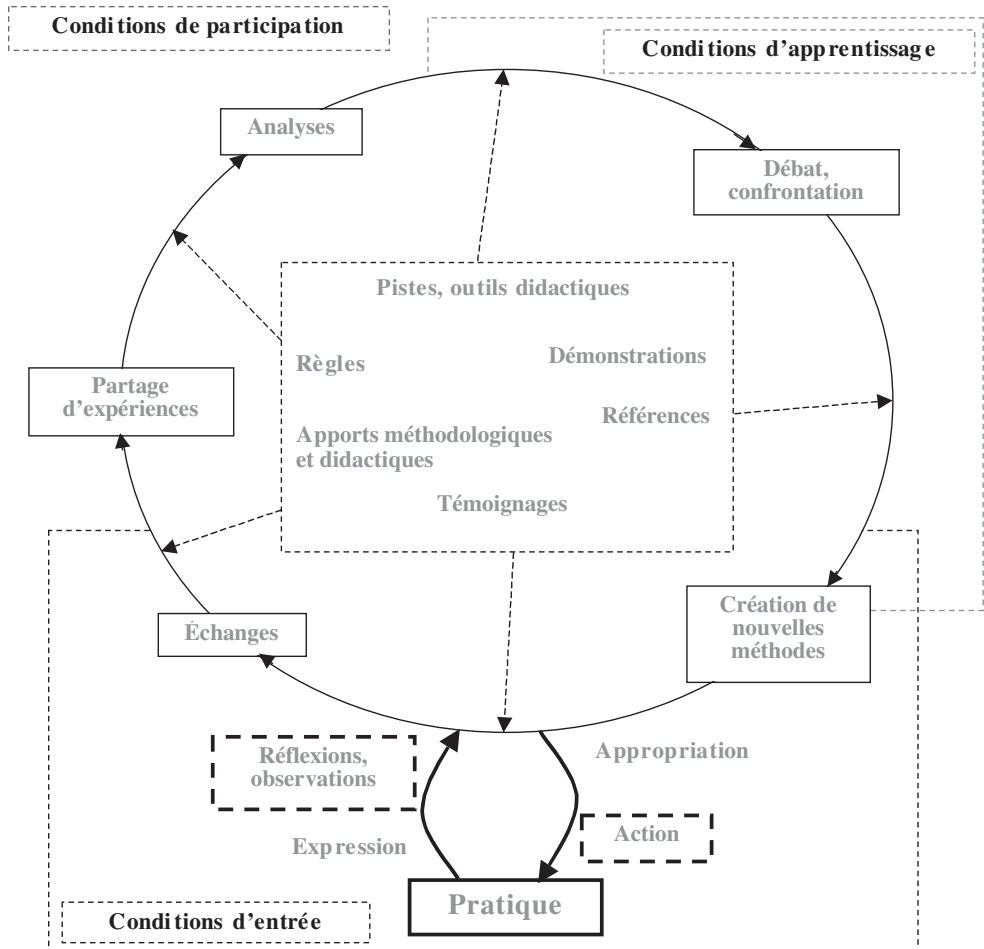 Conditions de participation
Conditions d'apprentissage
Analyses
Débat,
confrontation
Pistes, outils didactiques
Règles
Démonstrations
Partage
d'expériences
Références
Apports méthodologiques
et didactiques
Témoignages
Échanges
Création de
nouvelles
méthodes
Réflexions,
observations
Appropriation
Expression
Action
Pratique
Conditions d'entrée